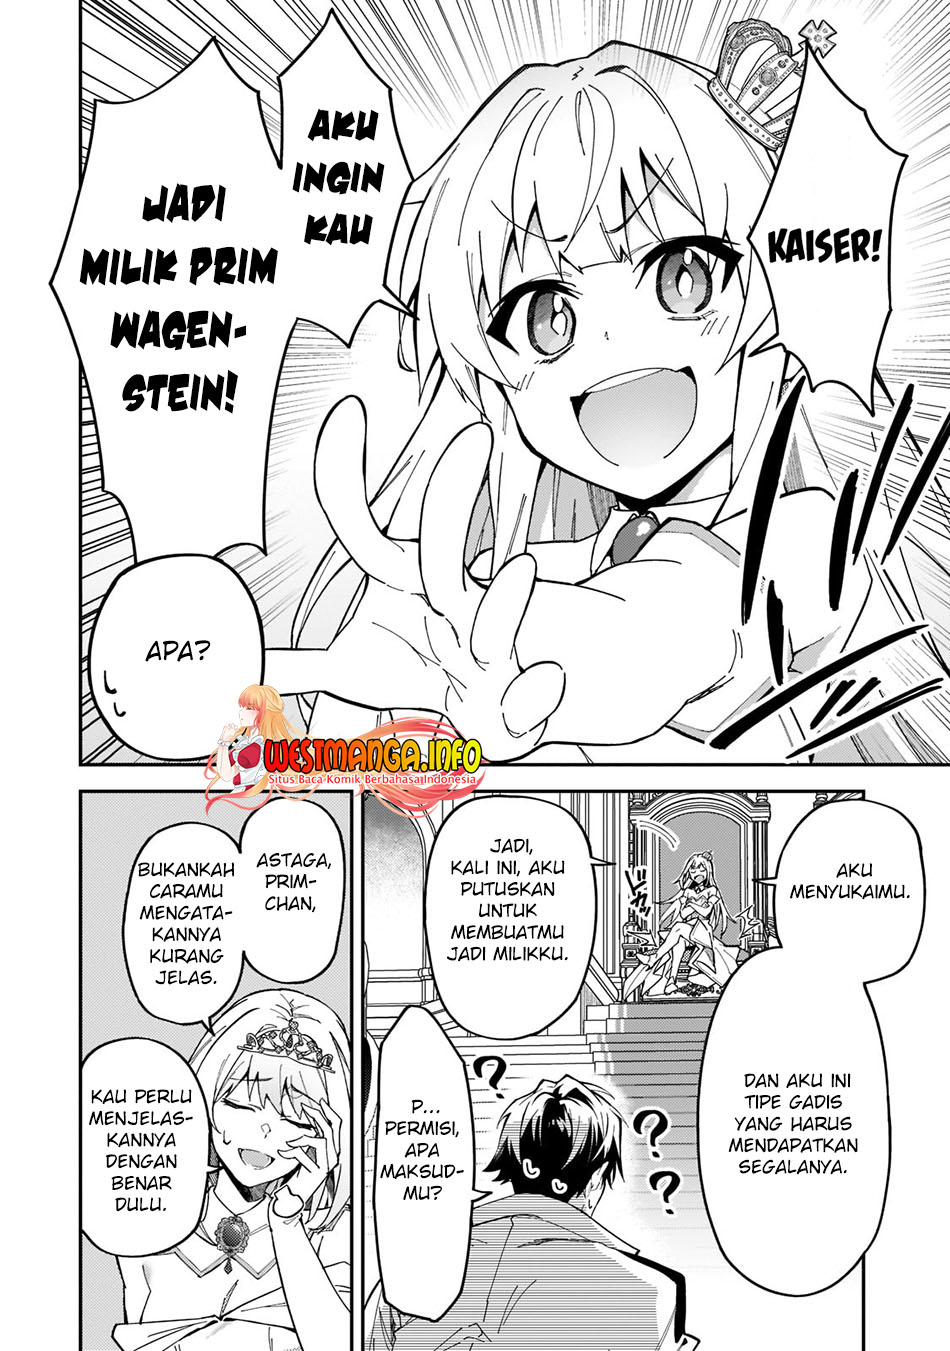 KAISER!
AKU
INGIN
KAU
JADI
MILIK PRIM
WAGEN-
STEIN!
APA?
WESTMANGA.INFO
Situs Baca Komik Berbahasa Indonesia
AKU
MENYUKAIMU.
DAN AKU INI
TIPE GADIS
YANG HARUS
MENDAPATKAN
SEGALANYA.
JADI,
KALI INI, AKU
PUTUSKAN
UNTUK
MEMBUATMU
JADI MILIKKU.
P...
PERMISI,
APA
MAKSUD-
MU?
?
?
?
?
ASTAGA,
PRIM-
CHAN,
BUKANKAH
CARAMU
MENGATA-
KANNYA
KURANG
JELAS.
KAU PERLU
MENJELAS-
KANNYA
DENGAN
BENAR
DULU.